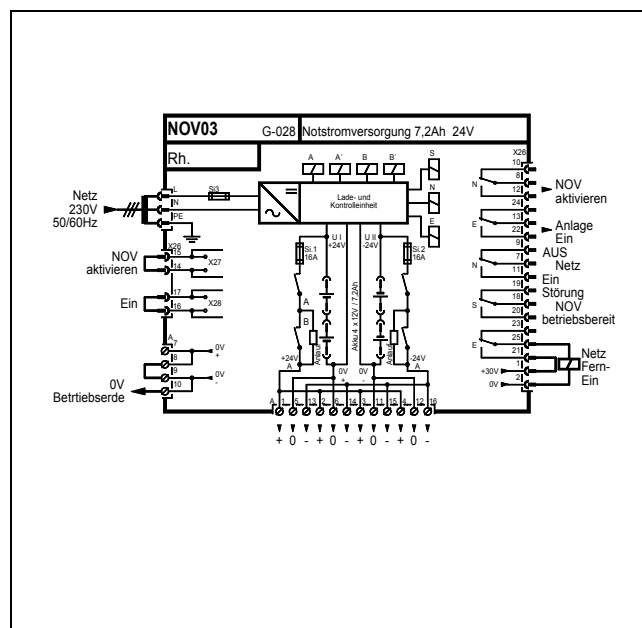 NOV03 G-028 Notstromversorgung 7,2Ah 24V
Rh.
X26
A A' B B' S
N
E
Netz
230V
50/60Hz
L
N
PE
Si3
Lade- und
Kontrolleinheit
X26
NOV
aktivieren
15
14
X27
Ein
17
16
X28
A
7
8
9
10
0V
+
0V
-
0V
Betrtiebserde
Si.1
16A
U I
+24V
U II
-24V
Si.2
16A
A
B
Anlauf
Akku 4 x 12V / 7.2Ah
Anlauf
+24V
A
0V
+
0V
-
-24V
A
A 1 5 13 2 6 14 3 11 15 4 12 16
+ 0 - + 0 - + 0 - + 0 -
10
N 8
12
NOV
aktivieren
24
E 13
22
Anlage
Ein
9
AUS
N 7
Netz
11
Ein
19
Störung
S 18
NOV
20
betriebsbereit
23
E 25
21
+30V 1
0V 2
Netz
Fern-
Ein